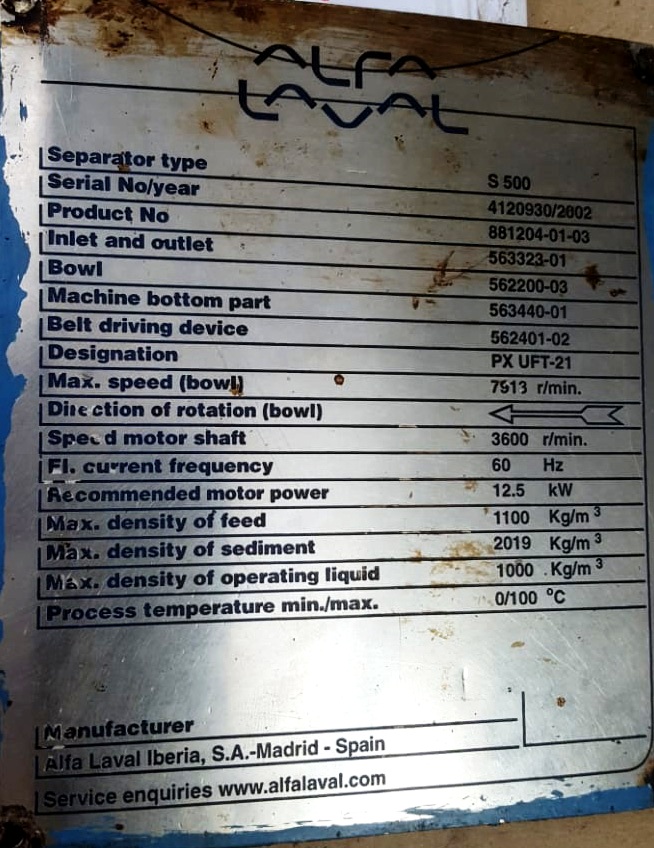 ALFA
LAVAL
Separator type S 500
Serial No/year 4120930/2002
Product No 881204-01-03
Inlet and outlet 563323-01
Bowl 562200-03
Machine bottom part 563440-01
Belt driving device 562401-02
Designation PX UFT-21
Max. speed (bowl) 7513 r/min.
Direction of rotation (bowl)
Speed motor shaft 3600 r/min.
El. current frequency 60 Hz
Recommended motor power 12.5 kW
Max. density of feed 1100 Kg/m³
Max. density of sediment 2019 Kg/m³
Max. density of operating liquid 1000 Kg/m³
Process temperature min./max. 0/100 °C
Manufacturer
Alfa Laval Iberia, S.A.-Madrid - Spain
Service enquiries www.alfalaval.com